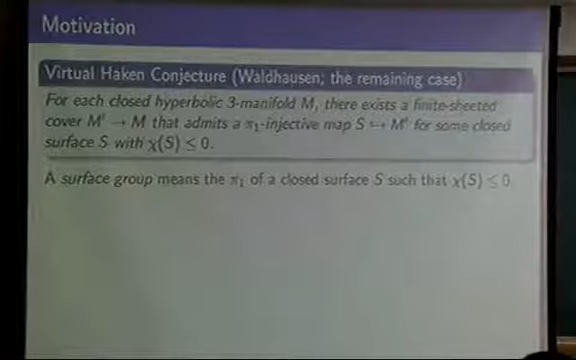 Motivation
Virtual Haken Conjecture (Waldhausen; the remaining case)
For each closed hyperbolic 3-manifold M, there exists a finite-sheeted
cover M′ → M that admits a π₁-injective map S ↪ M′ for some closed
surface S with χ(S) ≤ 0.
A surface group means the π₁ of a closed surface S such that χ(S) ≤ 0